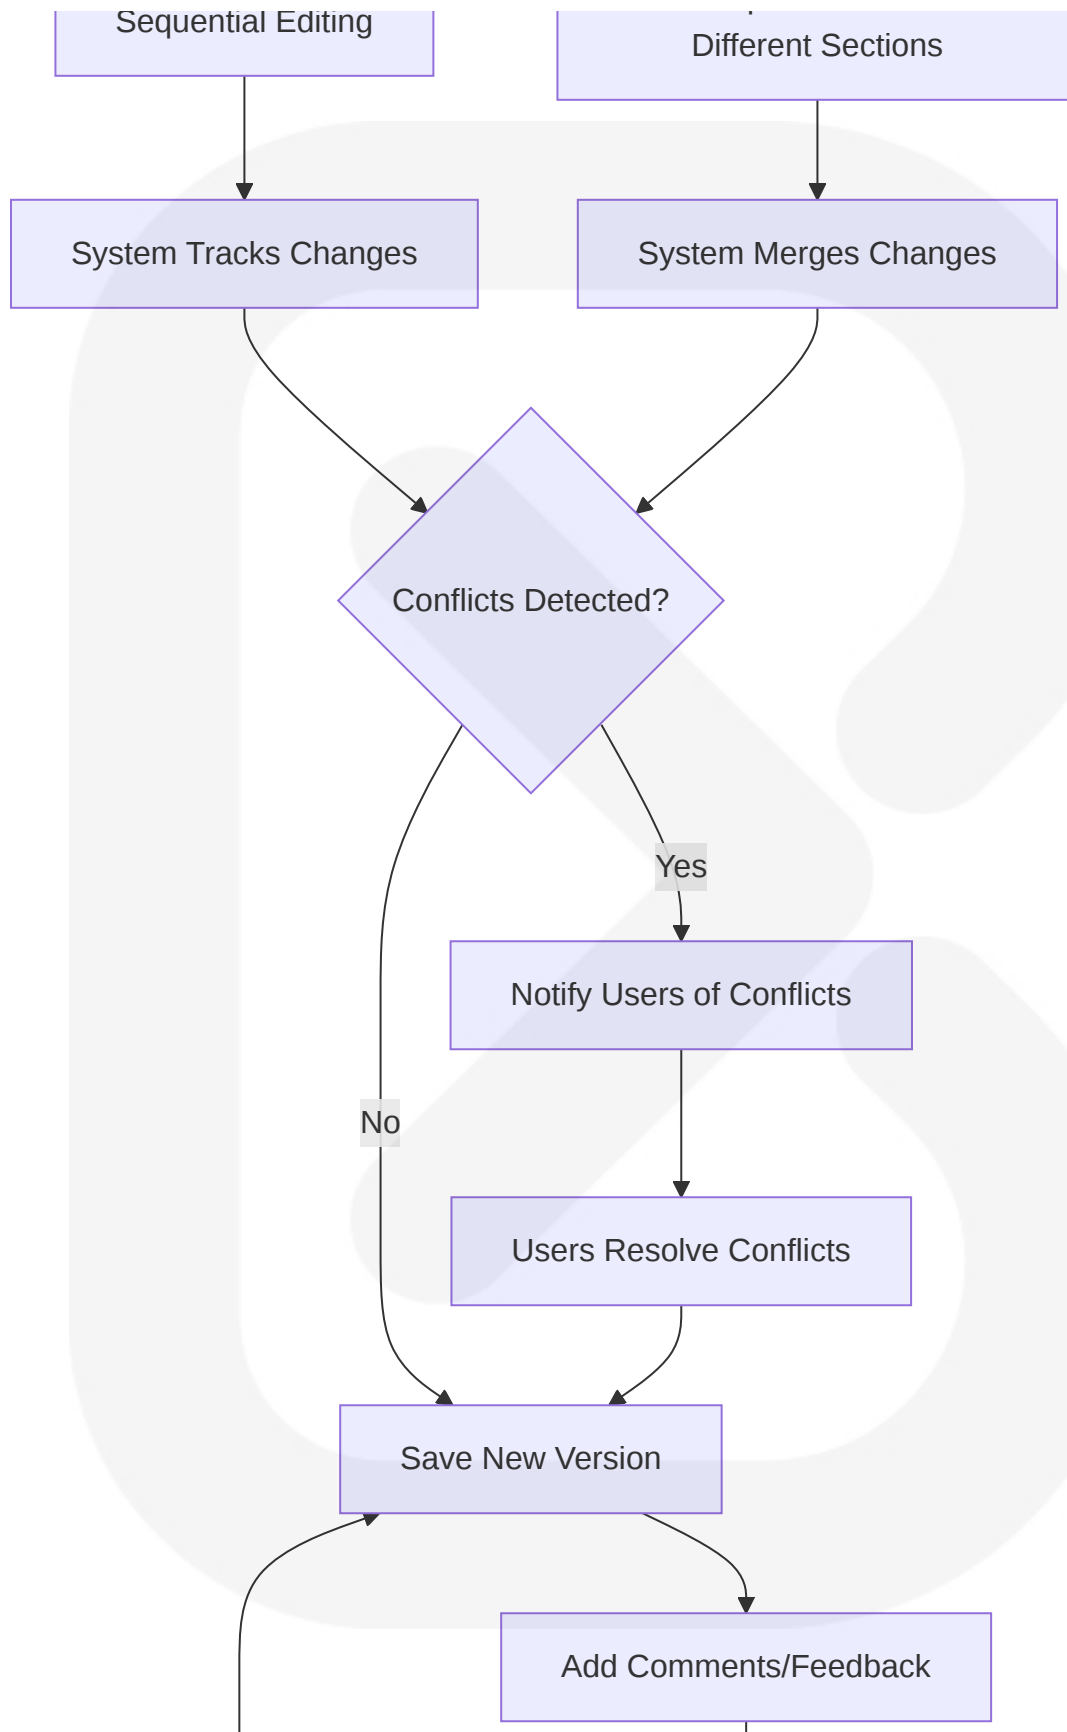 Sequential Editing
Different Sections
System Tracks Changes
System Merges Changes
Conflicts Detected?
Yes
Notify Users of Conflicts
No
Users Resolve Conflicts
Save New Version
Add Comments/Feedback